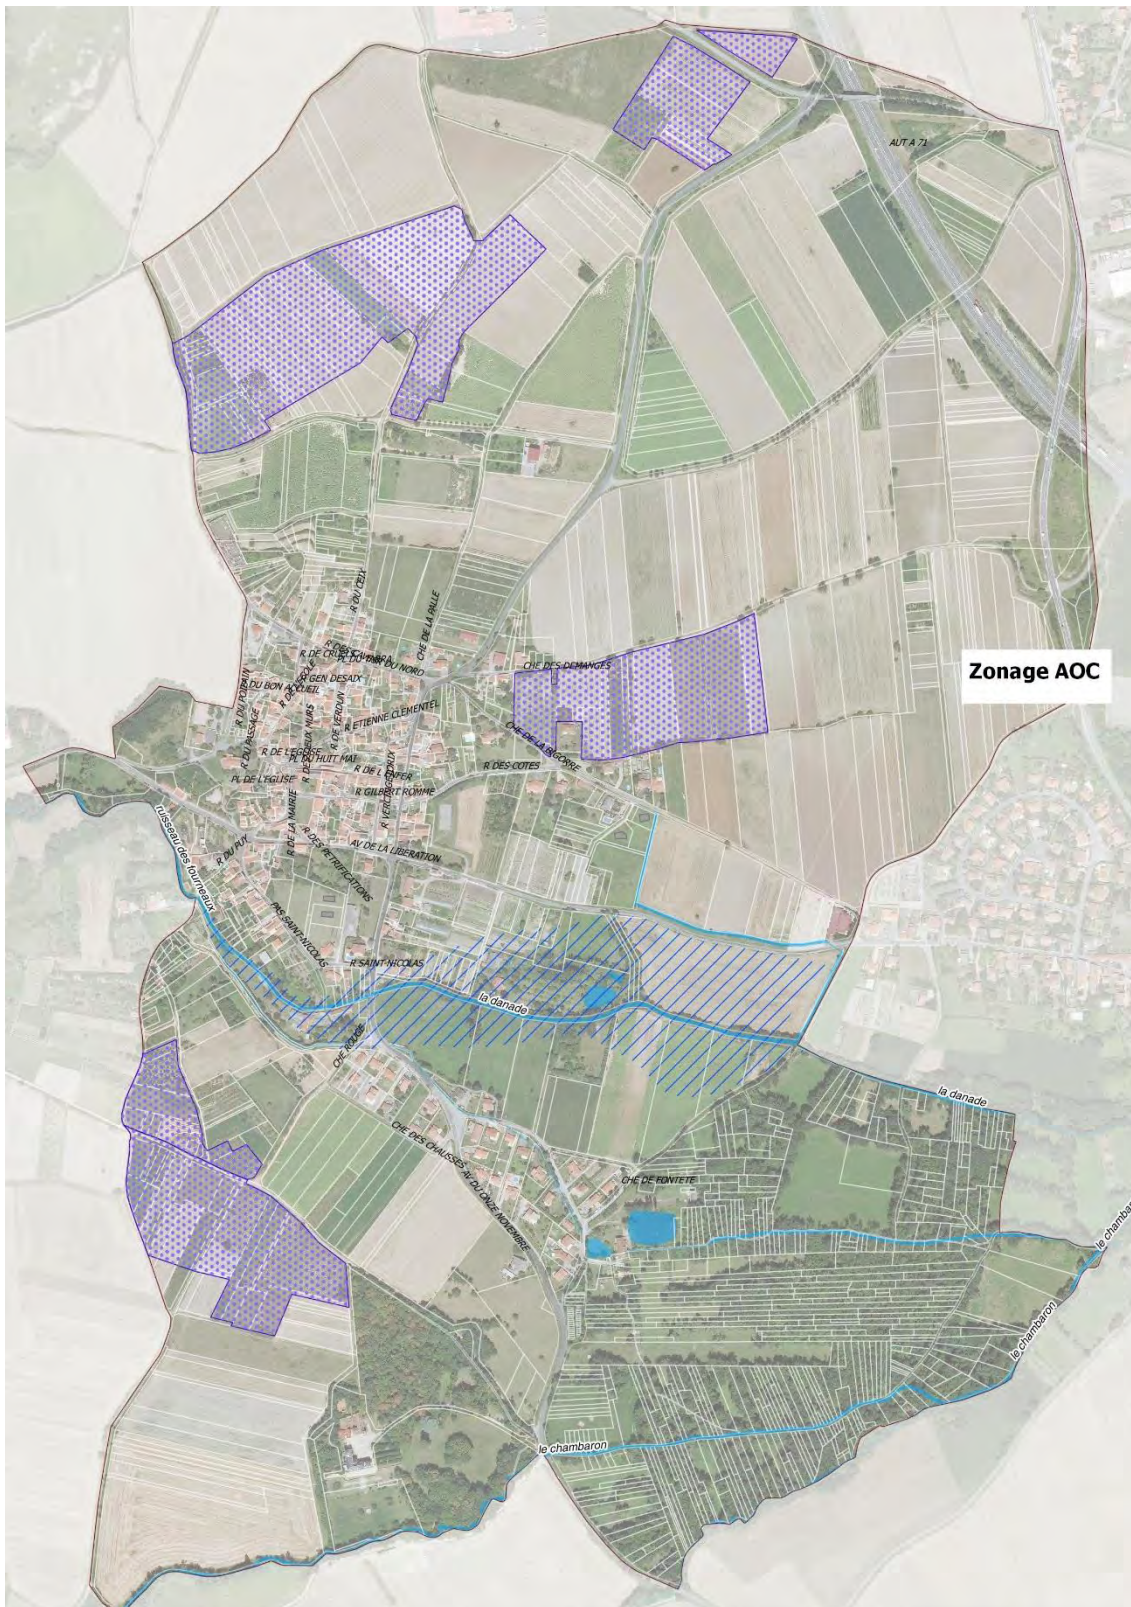 AUT A 71
Zonage AOC
R DU CEIX
CHE DE LA PALLE
CHE DES DEMANGES
PL DU
DU NORD
R DE
GEN DESAIX
DU BON ACCUEIL
R DU PASSAGE
R DE VERDUN
R ETIENNE CLEMENTEL
CHE DE LA BIGORRE
R DE L'EGLISE
PL DU HUIT MAI
R DES COTES
PL DE L'EGLISE
R DE L'ENFER
R GILBERT ROMME
R VERCINGETORIX
R DE LA MAIRIE
R DES PETRIFICATIONS
AV DE LA LIBERATION
R DU PUY
ruisseau des fourneaux
PAS SAINT-NICOLAS
R SAINT-NICOLAS
la danade
CHE ROUGE
la danade
CHE DES CHAUSSES
AV DU ONZE NOVEMBRE
CHE DE FONTETE
le chambaron
le chambaron
le chambaron